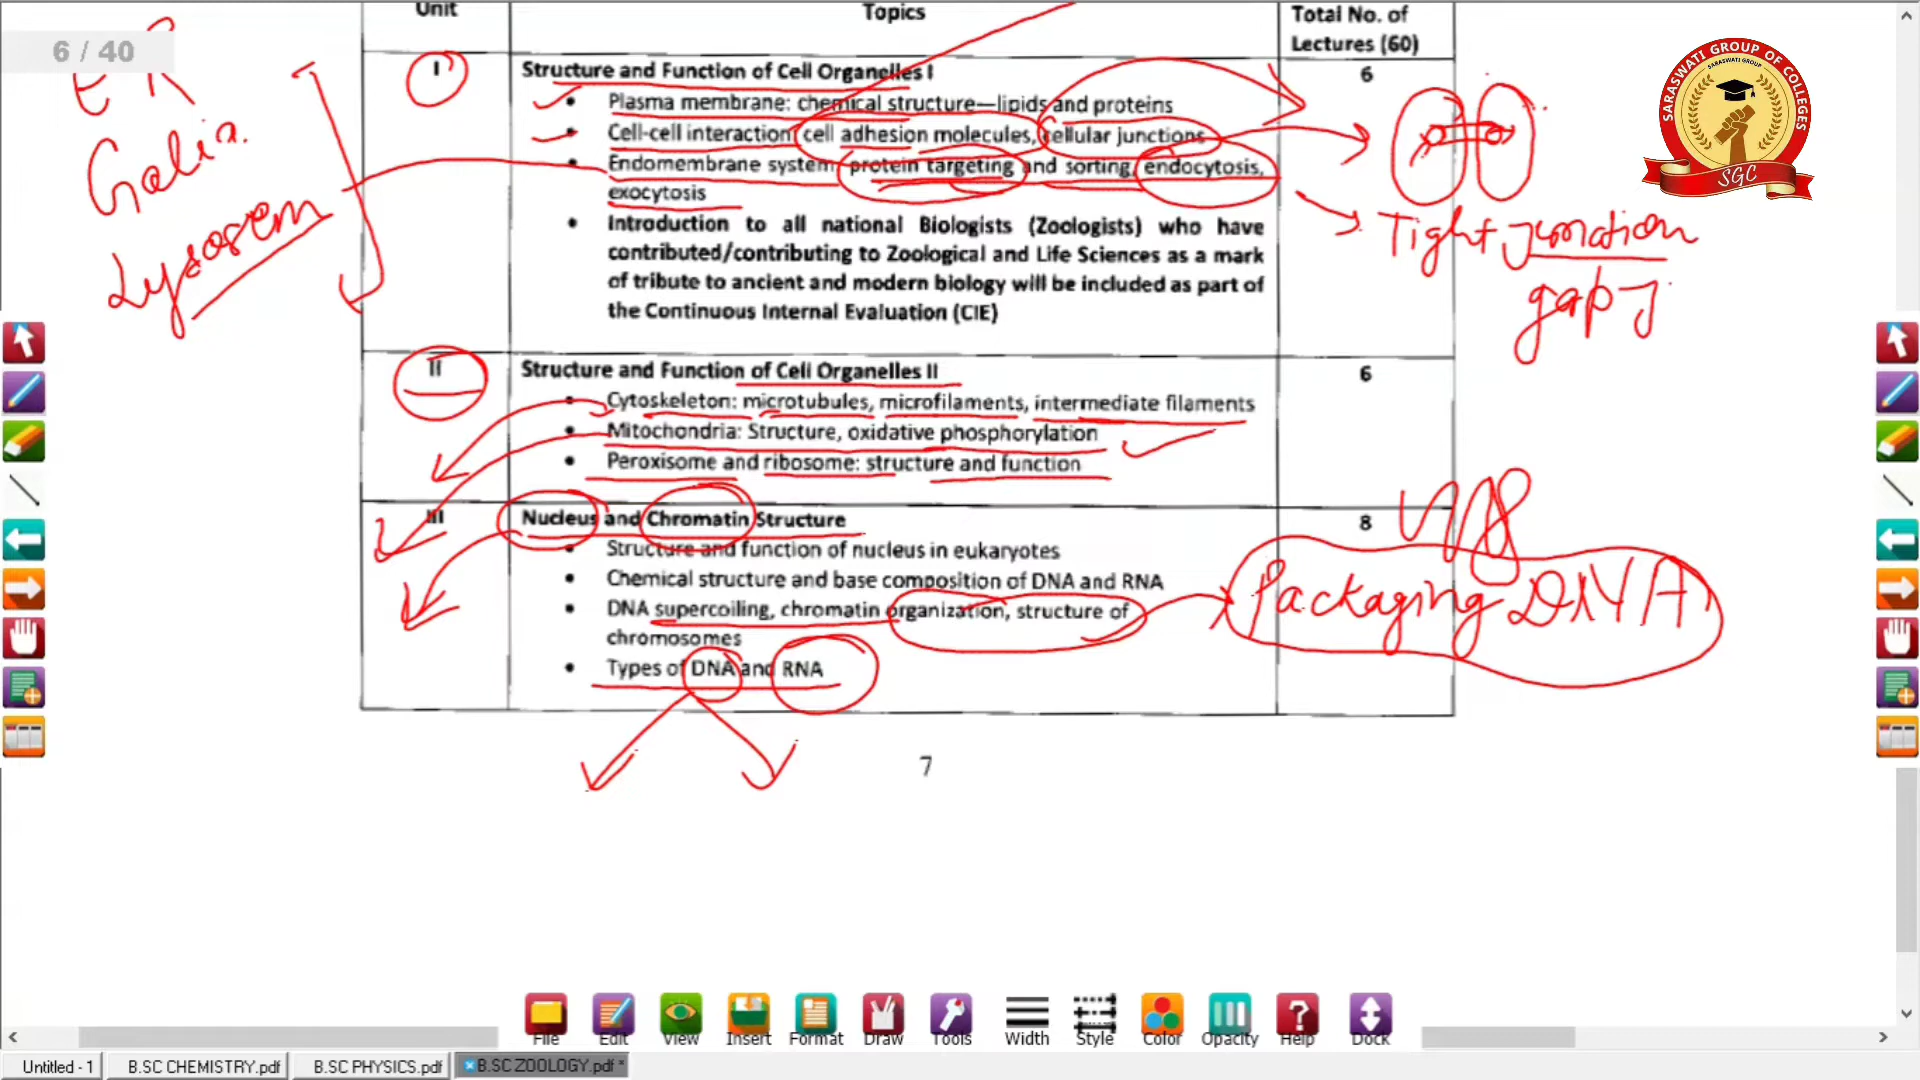 6 / 40
Unit
Topics
Total No. of
Lectures (60)
I
Structure and Function of Cell Organelles I
6
• Plasma membrane: chemical structure—lipids and proteins
• Cell-cell interaction cell adhesion molecules, cellular junctions
• Endomembrane system protein targeting and sorting, endocytosis,
exocytosis
• Introduction to all national Biologists (Zoologists) who have
contributed/contributing to Zoological and Life Sciences as a mark
of tribute to ancient and modern biology will be included as part of
the Continuous Internal Evaluation (CIE)
II
Structure and Function of Cell Organelles II
6
• Cytoskeleton: microtubules, microfilaments, intermediate filaments
• Mitochondria: Structure, oxidative phosphorylation
• Peroxisome and ribosome: structure and function
III
Nucleus and Chromatin Structure
8
• Structure and function of nucleus in eukaryotes
• Chemical structure and base composition of DNA and RNA
• DNA supercoiling, chromatin organization, structure of
chromosomes
• Types of DNA and RNA
7
ER
Lysosem
Tight
gap J
Packaging DNA
SARASWATI GROUP OF COLLEGES
SARASWATI GROUP
SGC
File Edit View Insert Format Draw Tools Width Style Color Opacity Help Dock
Untitled - 1 B.SC CHEMISTRY.pdf B.SC PHYSICS.pdf B.SC ZOOLOGY.pdf *